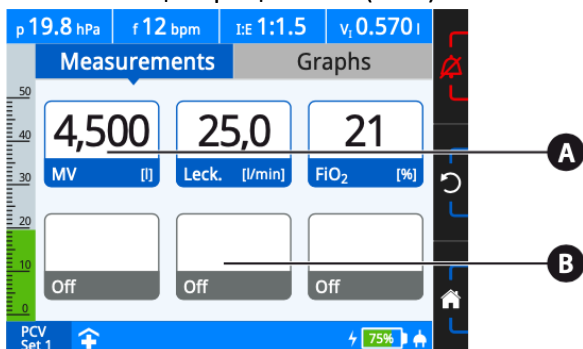 p 19.8 hPa f 12 bpm I:E 1:1.5 VI 0.570 l
Measurements Graphs
50
40
30
20
10
0
4,500 25,0 21
MV [l] Leck. [l/min] FiO2 [%]
A
Off Off Off
B
PCV
Set 1
75%